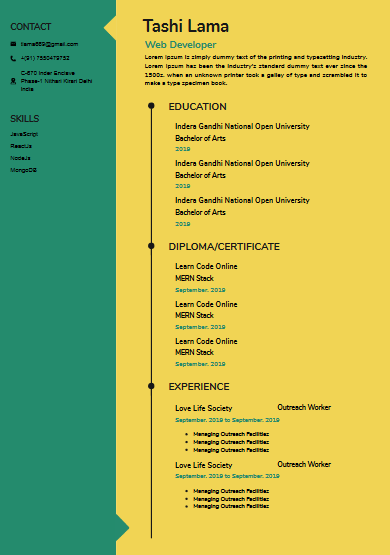 CONTACT
llama869@gmail.com
+(91) 7550479752
C-670 Inder Enclave
Phase-1 Nithari Kirari Delhi
India
SKILLS
JavaScript
ReactJs
NodeJs
MongoDB
Tashi Lama
Web Developer
Lorem Ipsum is simply dummy text of the printing and typesetting industry.
Lorem Ipsum has been the industry's standard dummy text ever since the
1500s, when an unknown printer took a galley of type and scrambled it to
make a type specimen book.
EDUCATION
Indera Gandhi National Open University
Bachelor of Arts
2019
Indera Gandhi National Open University
Bachelor of Arts
2019
Indera Gandhi National Open University
Bachelor of Arts
2019
DIPLOMA/CERTIFICATE
Learn Code Online
MERN Stack
September, 2019
Learn Code Online
MERN Stack
September, 2019
Learn Code Online
MERN Stack
September, 2019
EXPERIENCE
Love Life Society Outreach Worker
September, 2019 to September, 2019
• Managing Outreach Facilities
• Managing Outreach Facilities
• Managing Outreach Facilities
Love Life Society Outreach Worker
September, 2019 to September, 2019
• Managing Outreach Facilities
• Managing Outreach Facilities
• Managing Outreach Facilities